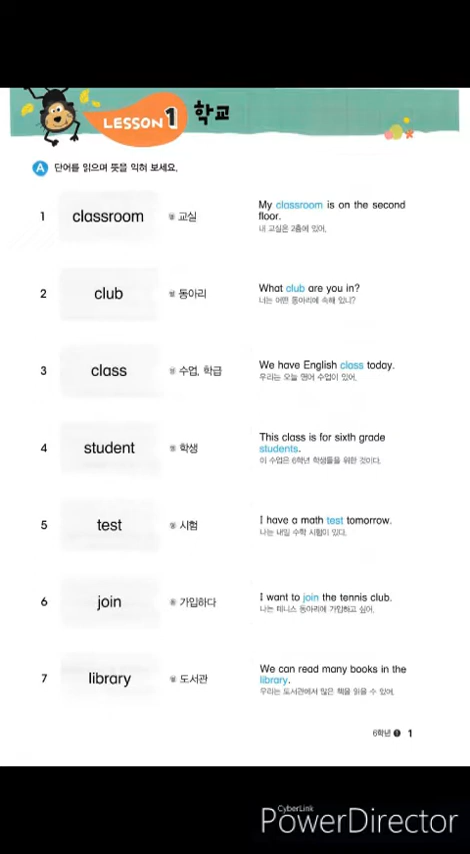 LESSON 1 학교
A 단어를 읽으며 뜻을 익혀 보세요.
1 classroom 명 교실 My classroom is on the second
floor.
내 교실은 2층에 있어.
2 club 명 동아리 What club are you in?
너는 어떤 동아리에 속해 있니?
3 class 명 수업, 학급 We have English class today.
우리는 오늘 영어 수업이 있어.
4 student 명 학생 This class is for sixth grade
students.
이 수업은 6학년 학생들을 위한 것이다.
5 test 명 시험 I have a math test tomorrow.
나는 내일 수학 시험이 있다.
6 join 동 가입하다 I want to join the tennis club.
나는 테니스 동아리에 가입하고 싶어.
7 library 명 도서관 We can read many books in the
library.
우리는 도서관에서 많은 책을 읽을 수 있어.
6학년 1 1
CyberLink
PowerDirector